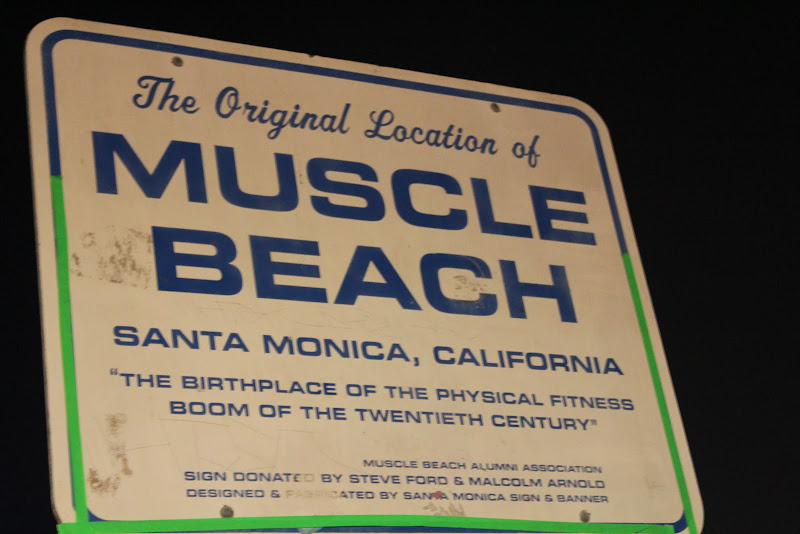 The Original Location of
MUSCLE
BEACH
SANTA MONICA, CALIFORNIA
"THE BIRTHPLACE OF THE PHYSICAL FITNESS
BOOM OF THE TWENTIETH CENTURY"
MUSCLE BEACH ALUMNI ASSOCIATION
SIGN DONATED BY STEVE FORD & MALCOLM ARNOLD
DESIGNED & FABRICATED BY SANTA MONICA SIGN & BANNER